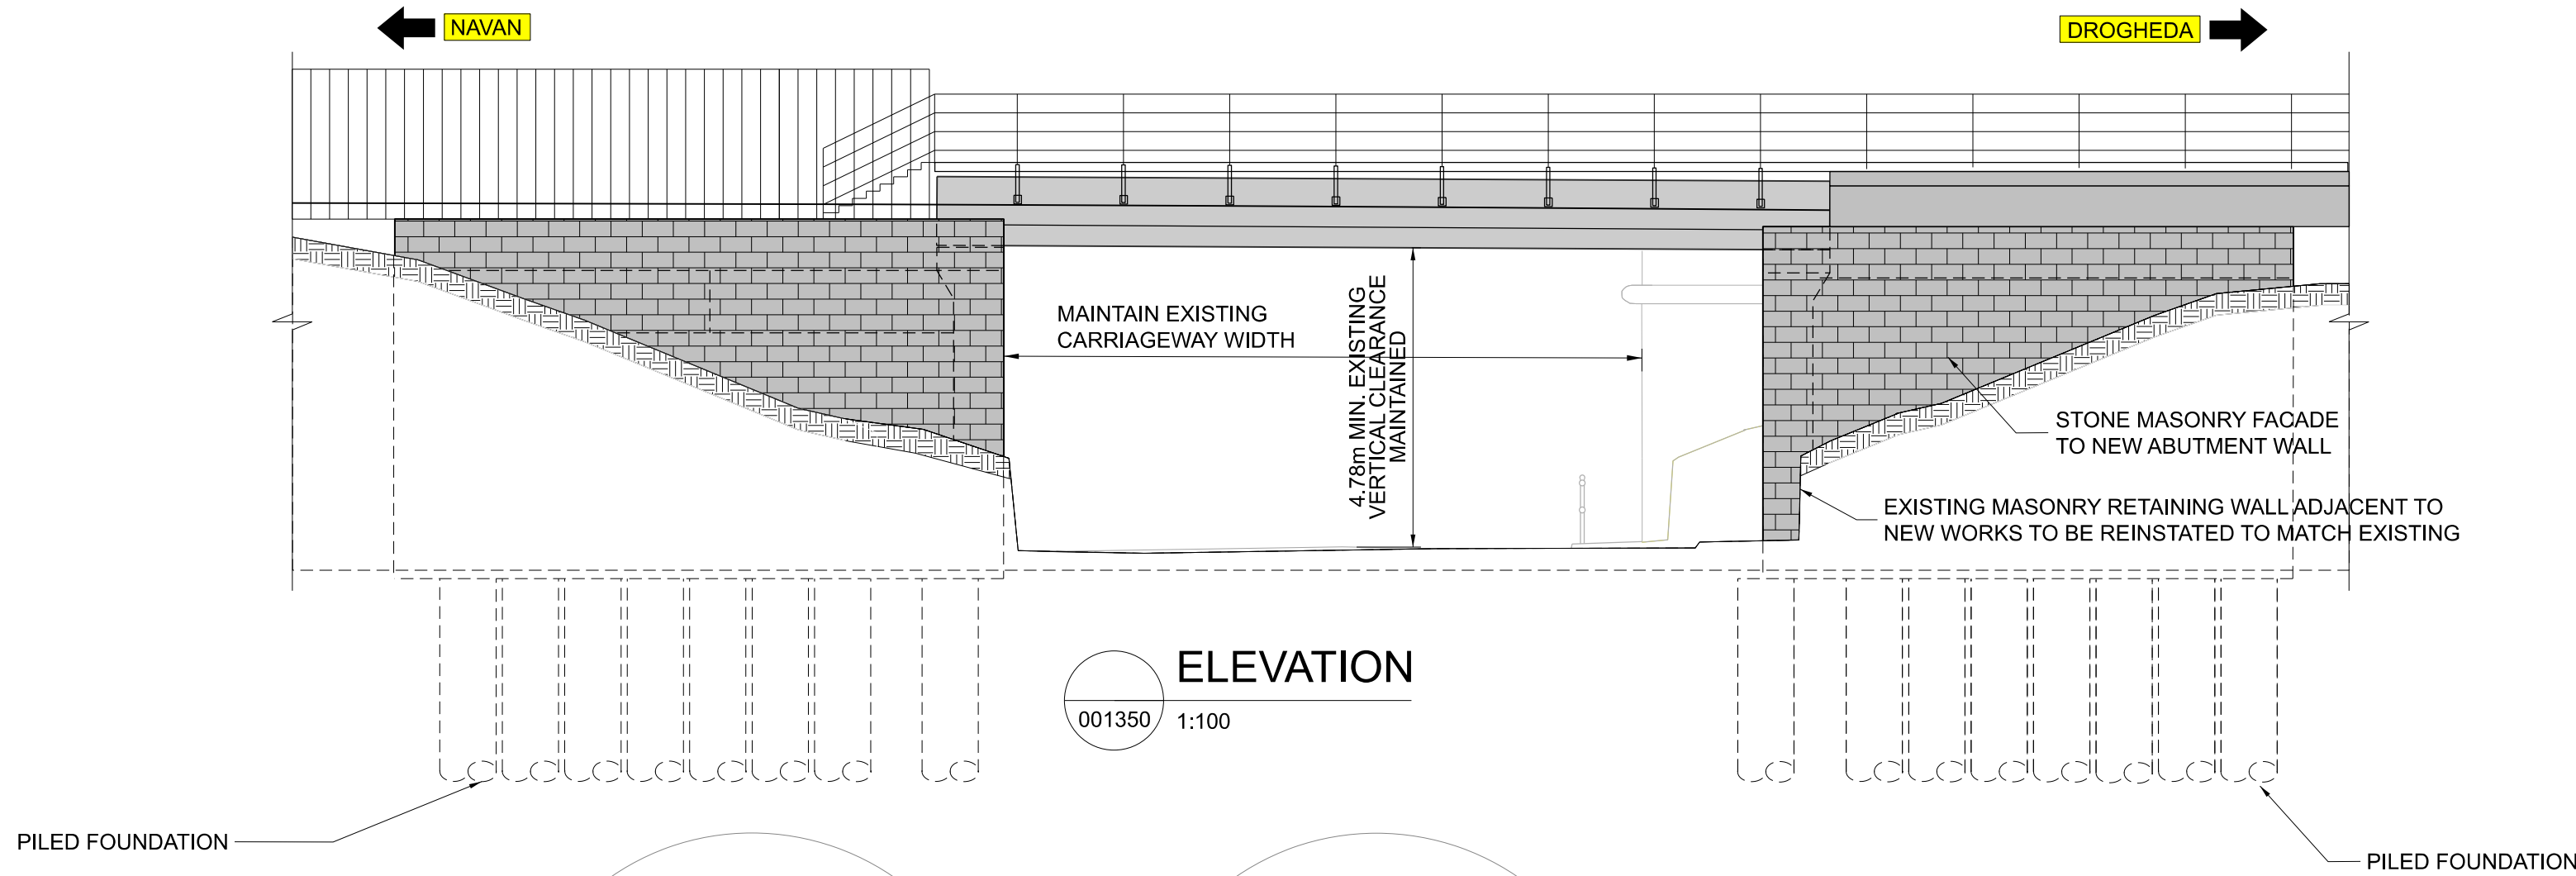 NAVAN
DROGHEDA
MAINTAIN EXISTING
CARRIAGEWAY WIDTH
4.78m MIN. EXISTING
VERTICAL CLEARANCE
MAINTAINED
STONE MASONRY FACADE
TO NEW ABUTMENT WALL
EXISTING MASONRY RETAINING WALL ADJACENT TO
NEW WORKS TO BE REINSTATED TO MATCH EXISTING
ELEVATION
001350
1:100
PILED FOUNDATION
PILED FOUNDATION